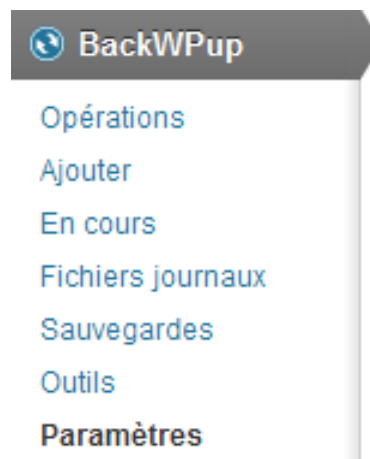 BackWPup
Opérations
Ajouter
En cours
Fichiers journaux
Sauvegardes
Outils
Paramètres